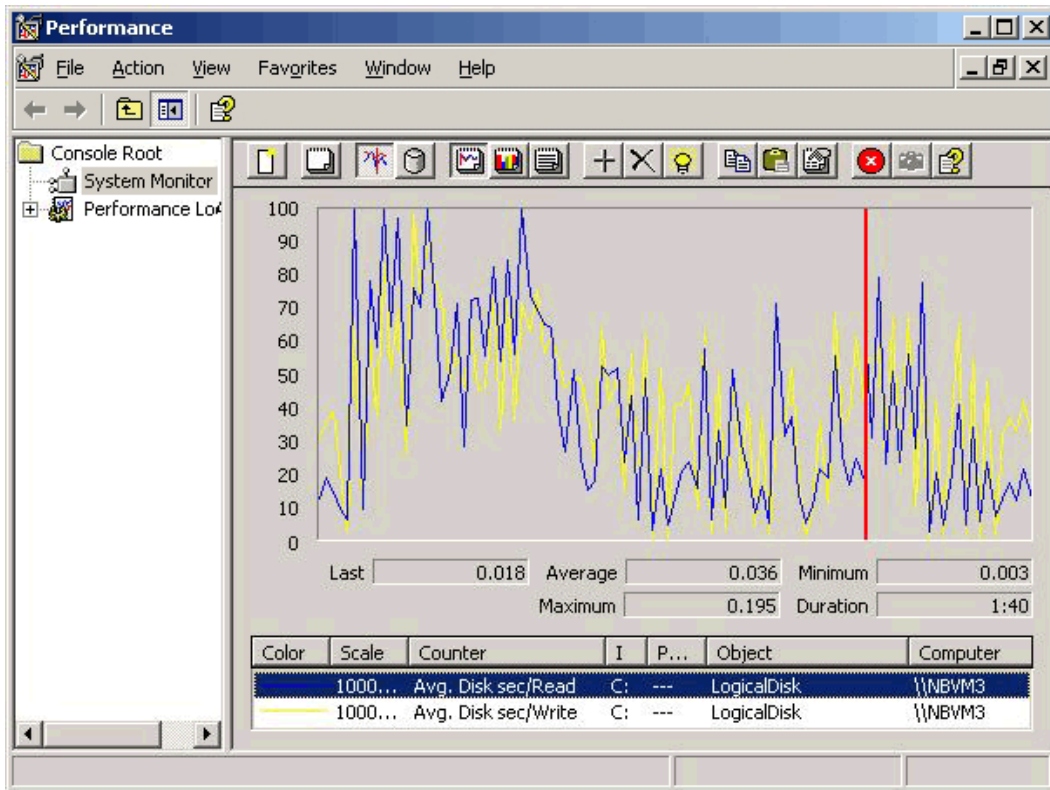 Performance
File Action View Favorites Window Help
Console Root
System Monitor
Performance Lo
100
90
80
70
60
50
40
30
20
10
0
Last 0.018 Average 0.036 Minimum 0.003
Maximum 0.195 Duration 1:40
Color Scale Counter I P... Object Computer
1000... Avg. Disk sec/Read C: --- LogicalDisk \\NBVM3
1000... Avg. Disk sec/Write C: --- LogicalDisk \\NBVM3